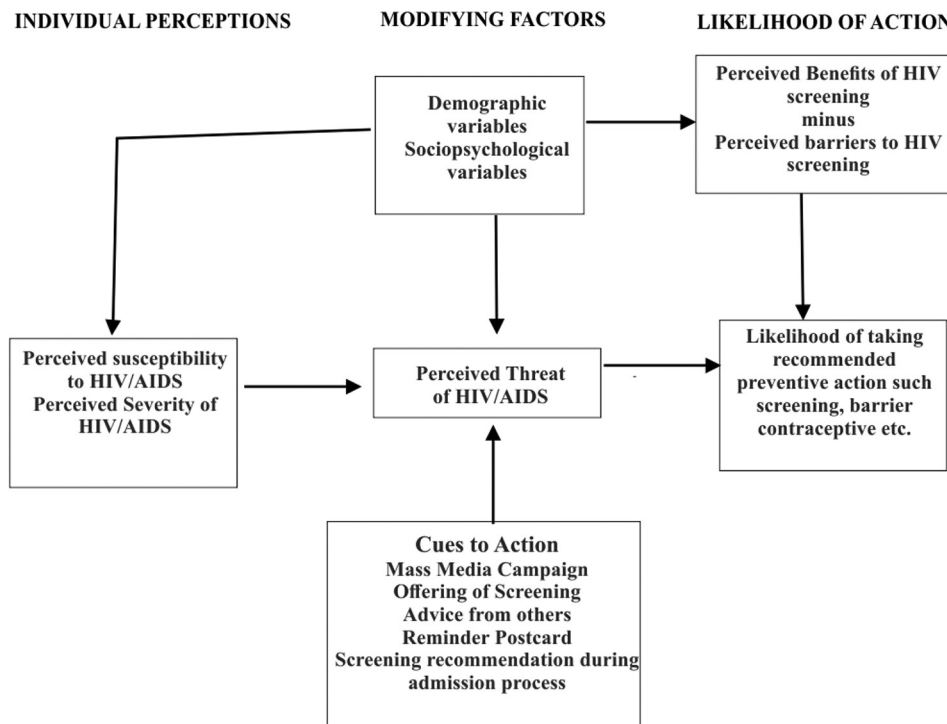 INDIVIDUAL PERCEPTIONS
MODIFYING FACTORS
LIKELIHOOD OF ACTION
Demographic
variables
Sociopsychological
variables
Perceived Benefits of HIV
screening
minus
Perceived barriers to HIV
screening
Perceived susceptibility
to HIV/AIDS
Perceived Severity of
HIV/AIDS
Perceived Threat
of HIV/AIDS
Likelihood of taking
recommended
preventive action such
screening, barrier
contraceptive etc.
Cues to Action
Mass Media Campaign
Offering of Screening
Advice from others
Reminder Postcard
Screening recommendation during
admission process